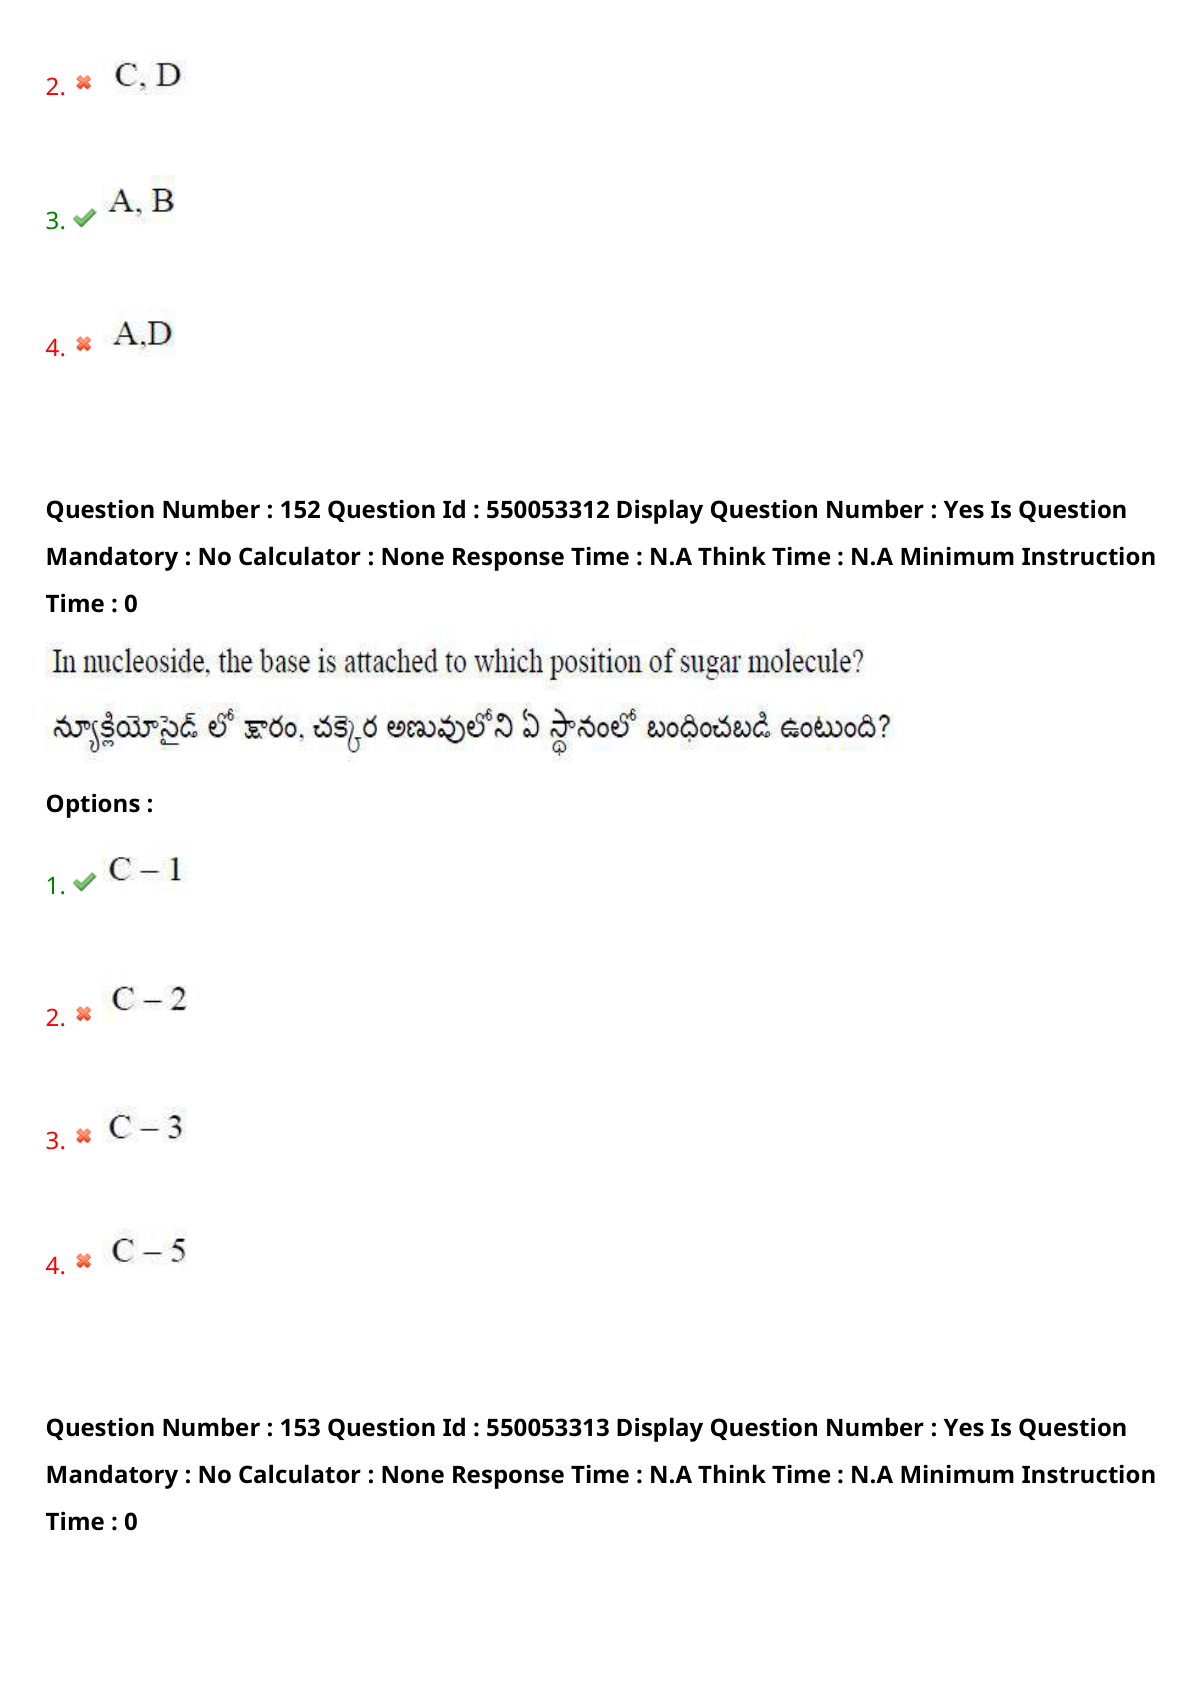 2. C, D
3. A, B
4. A,D
Question Number : 152 Question Id : 550053312 Display Question Number : Yes Is Question
Mandatory : No Calculator : None Response Time : N.A Think Time : N.A Minimum Instruction
Time : 0
In nucleoside, the base is attached to which position of sugar molecule?
న్యూక్లియోసైడ్ లో క్షారం, చక్కెర అణువులోని ఏ స్థానంలో బంధించబడి ఉంటుంది?
Options :
1. C – 1
2. C – 2
3. C – 3
4. C – 5
Question Number : 153 Question Id : 550053313 Display Question Number : Yes Is Question
Mandatory : No Calculator : None Response Time : N.A Think Time : N.A Minimum Instruction
Time : 0